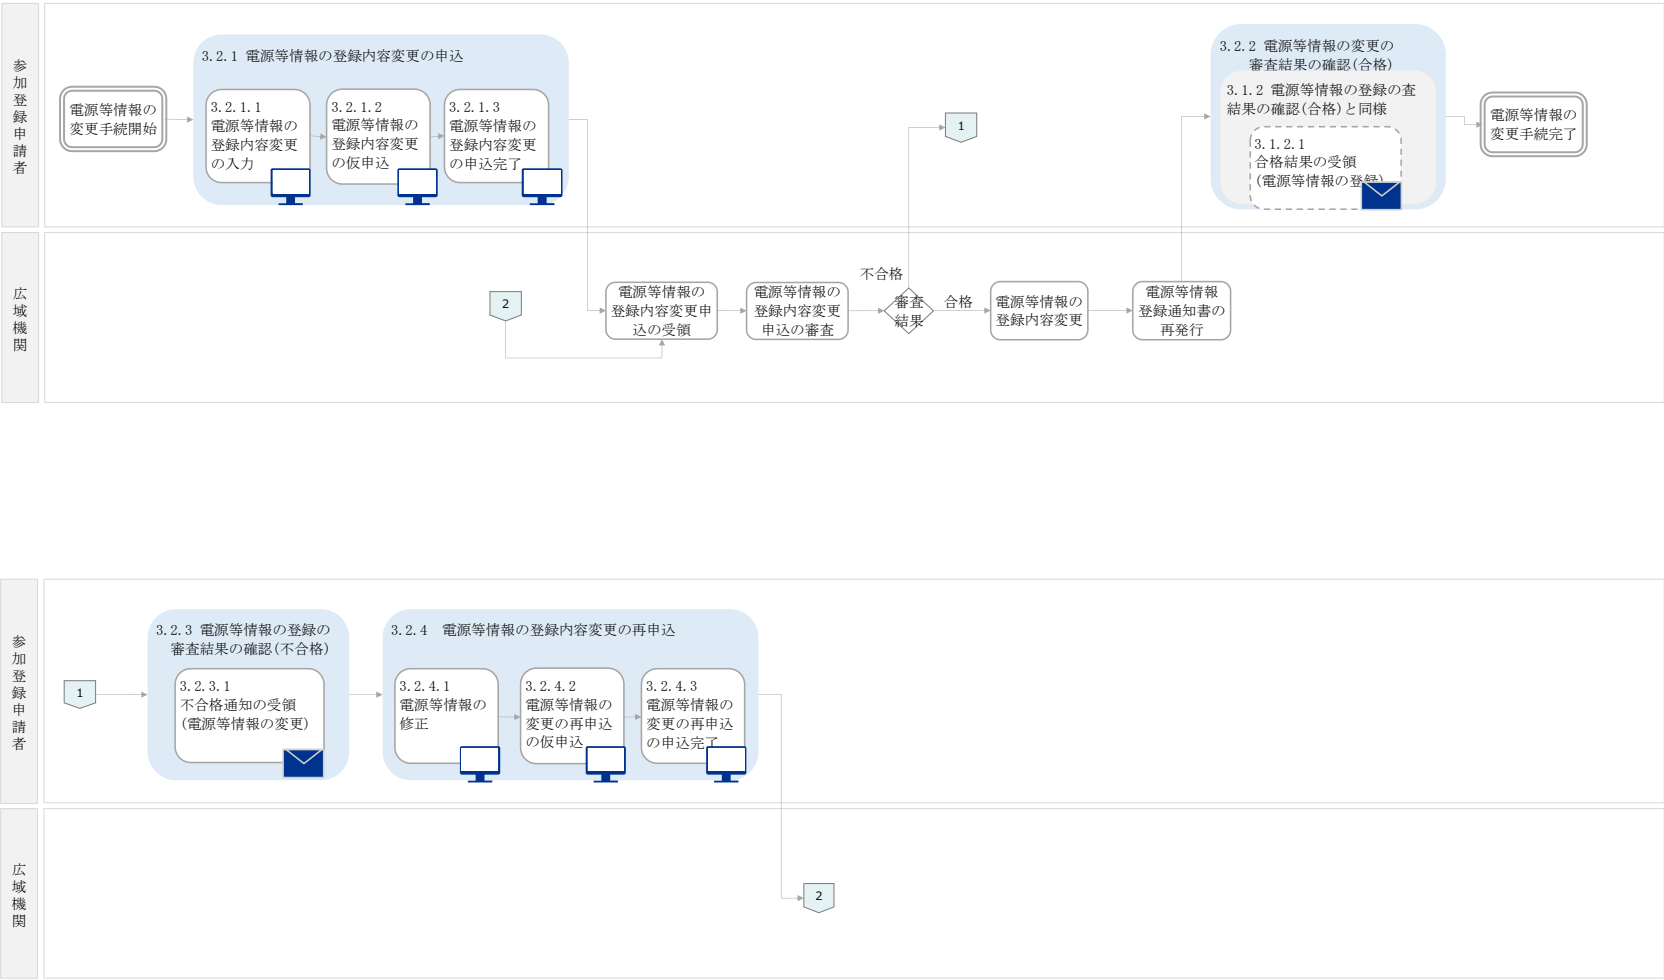 参加登録申請者
電源等情報の
変更手続開始
3.2.1 電源等情報の登録内容変更の申込
3.2.1.1
電源等情報の
登録内容変更
の入力
3.2.1.2
電源等情報の
登録内容変更
の仮申込
3.2.1.3
電源等情報の
登録内容変更
の申込完了
1
3.2.2 電源等情報の変更の
審査結果の確認(合格)
3.1.2 電源等情報の登録の査
結果の確認(合格)と同様
3.1.2.1
合格結果の受領
(電源等情報の登録)
電源等情報の
変更手続完了
広域機関
2
電源等情報の
登録内容変更申
込の受領
電源等情報の
登録内容変更
申込の審査
不合格
審査
結果
合格
電源等情報の
登録内容変更
電源等情報
登録通知書の
再発行
参加登録申請者
1
3.2.3 電源等情報の登録の
審査結果の確認(不合格)
3.2.3.1
不合格通知の受領
(電源等情報の変更)
3.2.4 電源等情報の登録内容変更の再申込
3.2.4.1
電源等情報の
修正
3.2.4.2
電源等情報の
変更の再申込
の仮申込
3.2.4.3
電源等情報の
変更の再申込
の申込完了
広域機関
2